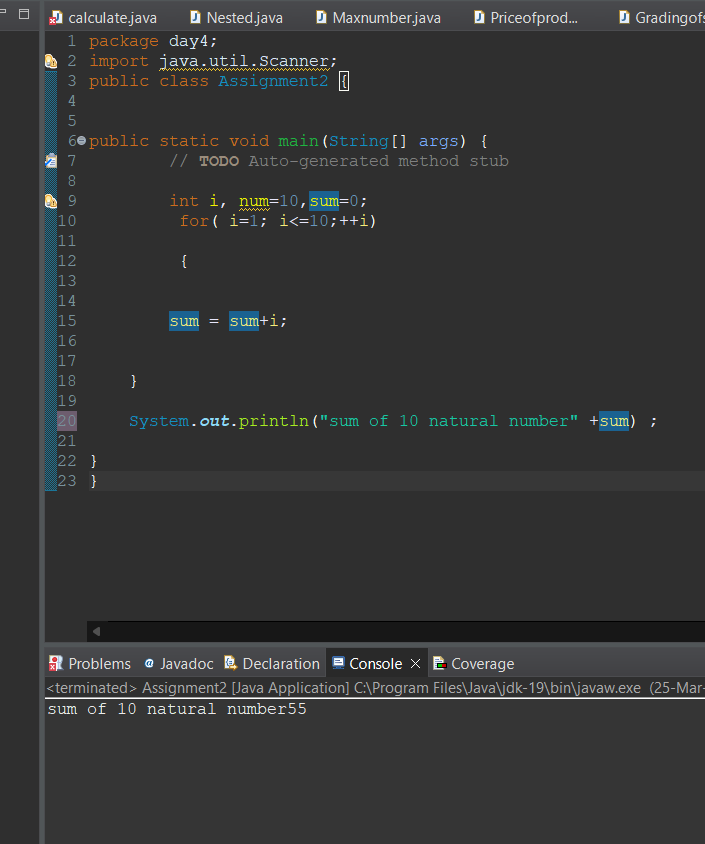 calculate.java Nested.java Maxnumber.java Priceofprod... Gradingofs
1 package day4;
2 import java.util.Scanner;
3 public class Assignment2 {
4
5
6 public static void main(String[] args) {
7 // TODO Auto-generated method stub
8
9 int i, num=10,sum=0;
10 for( i=1; i<=10;++i)
11
12 {
13
14
15 sum = sum+i;
16
17
18 }
19
20 System.out.println("sum of 10 natural number" +sum) ;
21
22 }
23 }
Problems @ Javadoc Declaration Console Coverage
<terminated> Assignment2 [Java Application] C:\Program Files\Java\jdk-19\bin\javaw.exe (25-Mar-
sum of 10 natural number55